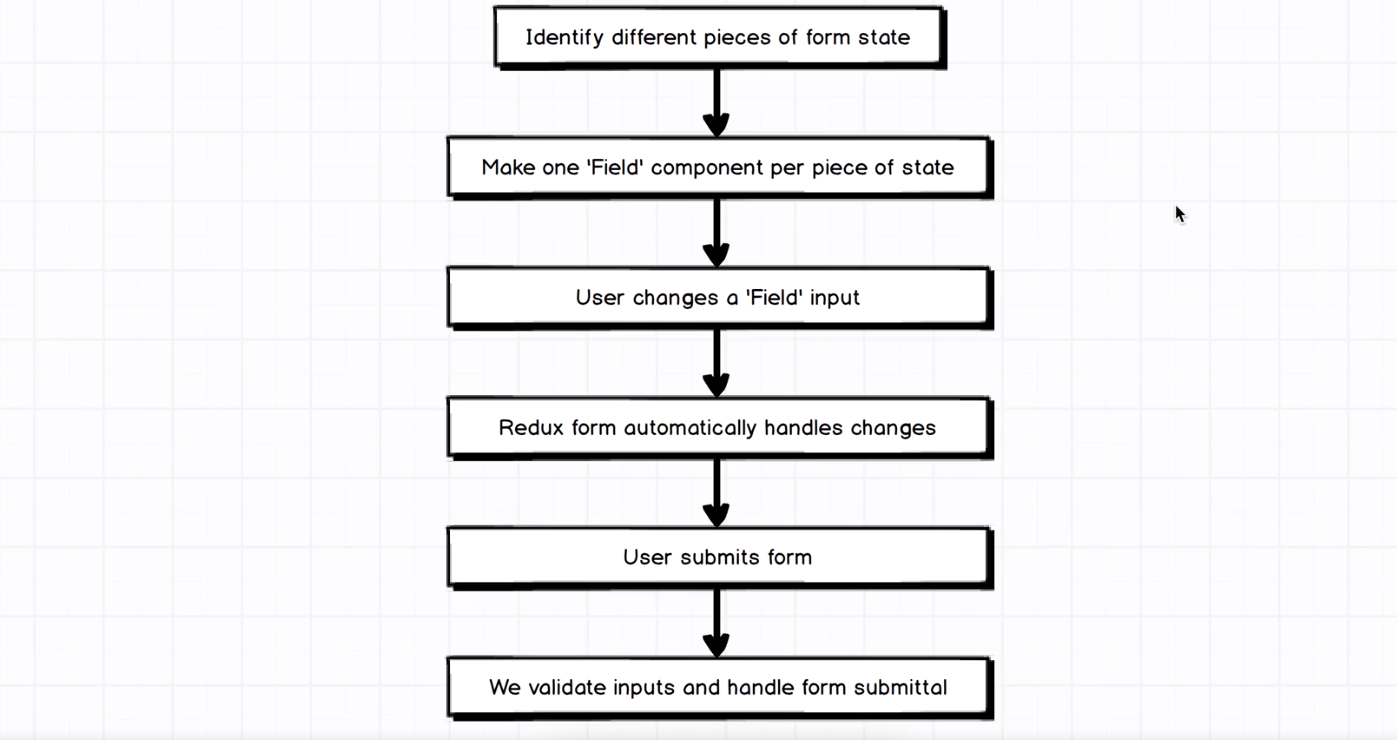 Identify different pieces of form state
Make one 'Field' component per piece of state
User changes a 'Field' input
Redux form automatically handles changes
User submits form
We validate inputs and handle form submittal